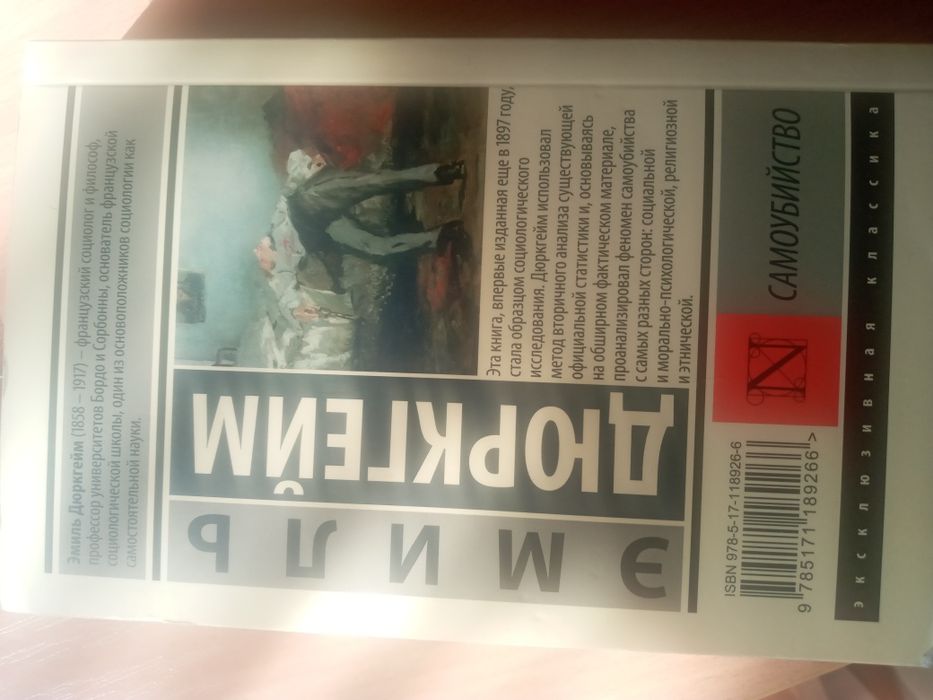 Эмиль Дюркгейм (1858 – 1917) – французский социолог и философ,
профессор университетов Бордо и Сорбонны, основатель французской
социологической школы, один из основоположников социологии как
самостоятельной науки.
ЭМИЛЬ
ДЮРКГЕЙМ
Эта книга, впервые изданная еще в 1897 году,
стала образцом социологического
исследования. Дюркгейм использовал
метод вторичного анализа существующей
официальной статистики и, основываясь
на обширном фактическом материале,
проанализировал феномен самоубийства
с самых разных сторон: социальной
и морально-психологической, религиозной
и этнической.
САМОУБИЙСТВО
N
ISBN 978-5-17-118926-6
9 785171 189266 >
эксклюзивная классика